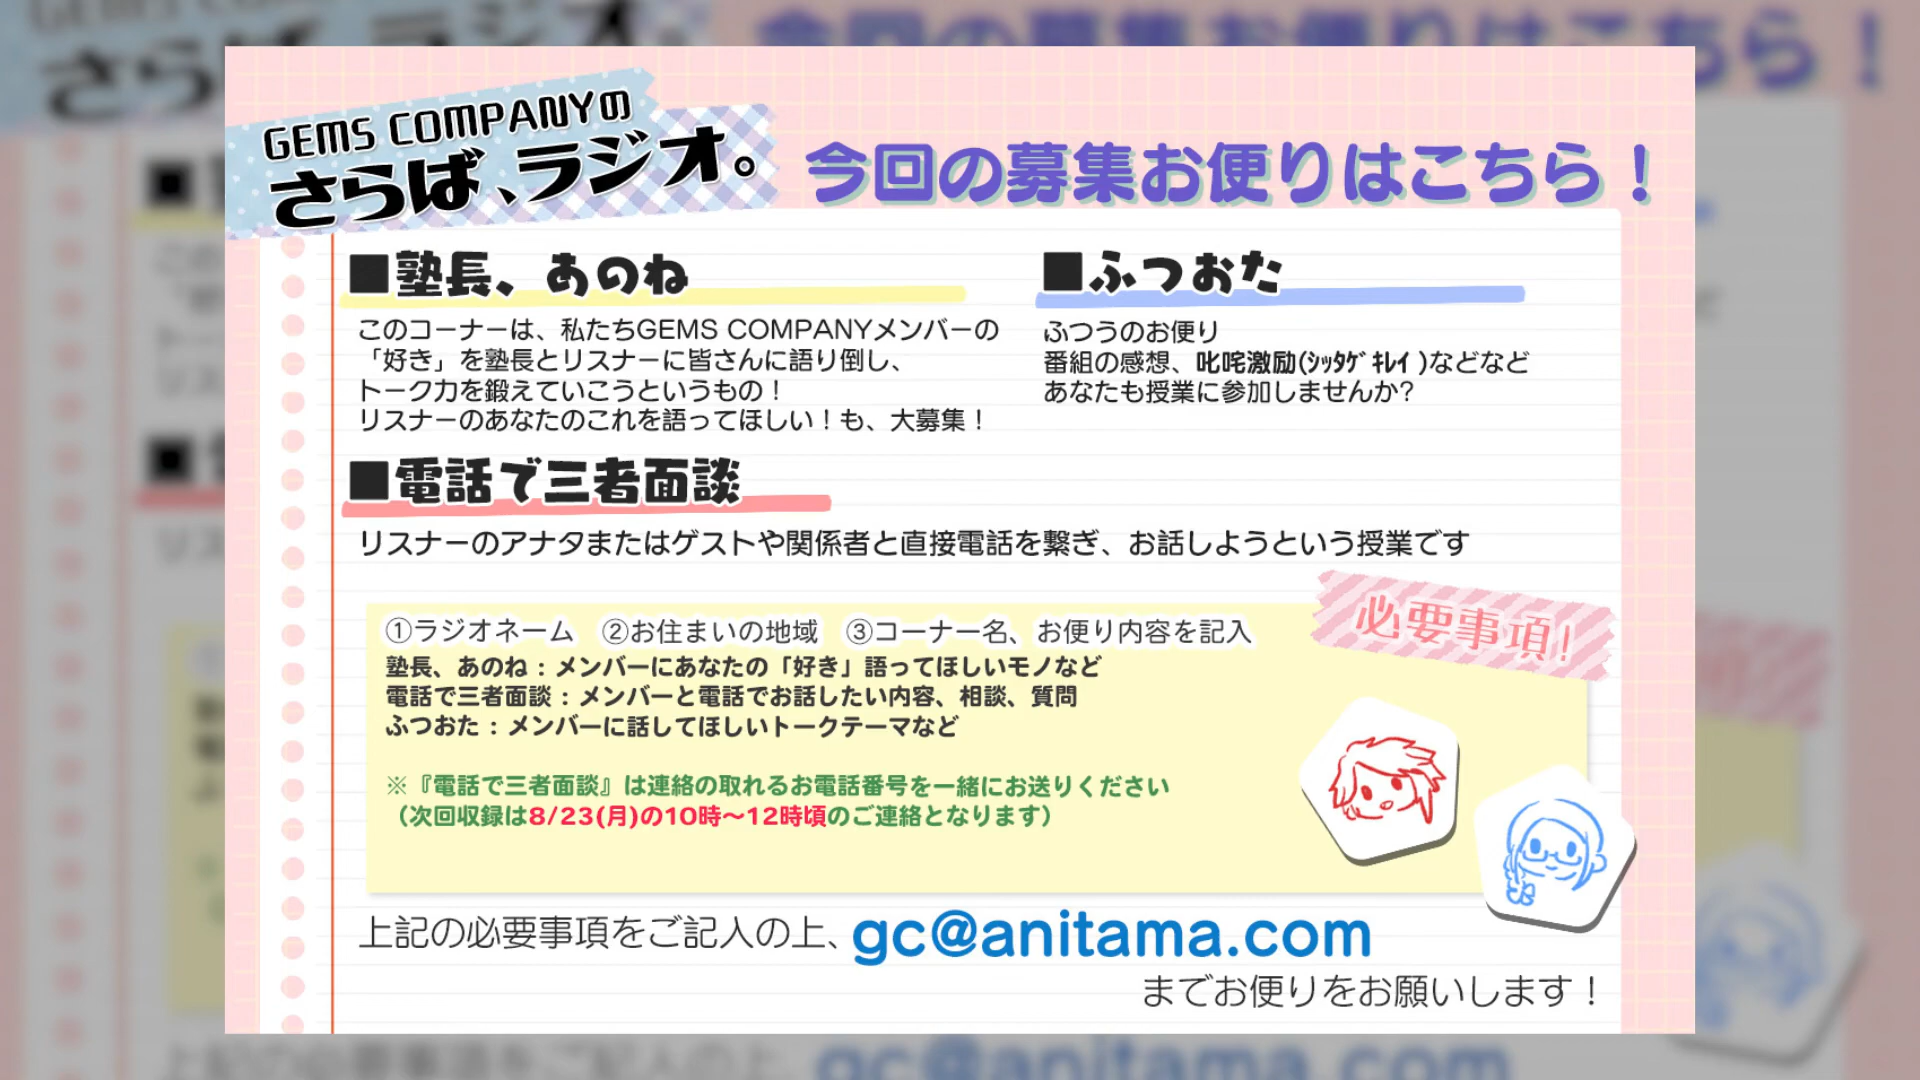 GEMS COMPANYの
さらば、ラジオ。
今回の募集お便りはこちら！
■塾長、あのね
このコーナーは、私たちGEMS COMPANYメンバーの
「好き」を塾長とリスナーに皆さんに語り倒し、
トーク力を鍛えていこうというもの！
リスナーのあなたのこれを語ってほしい！も、大募集！
■ふつおた
ふつうのお便り
番組の感想、叱咤激励(ｼｯﾀｹﾞｷﾚｲ)などなど
あなたも授業に参加しませんか？
■電話で三者面談
リスナーのアナタまたはゲストや関係者と直接電話を繋ぎ、お話しようという授業です
必要事項！
①ラジオネーム　②お住まいの地域　③コーナー名、お便り内容を記入
塾長、あのね：メンバーにあなたの「好き」語ってほしいモノなど
電話で三者面談：メンバーと電話でお話したい内容、相談、質問
ふつおた：メンバーに話してほしいトークテーマなど
※『電話で三者面談』は連絡の取れるお電話番号を一緒にお送りください
（次回収録は8/23(月)の10時～12時頃のご連絡となります）
上記の必要事項をご記入の上、gc@anitama.com
までお便りをお願いします！